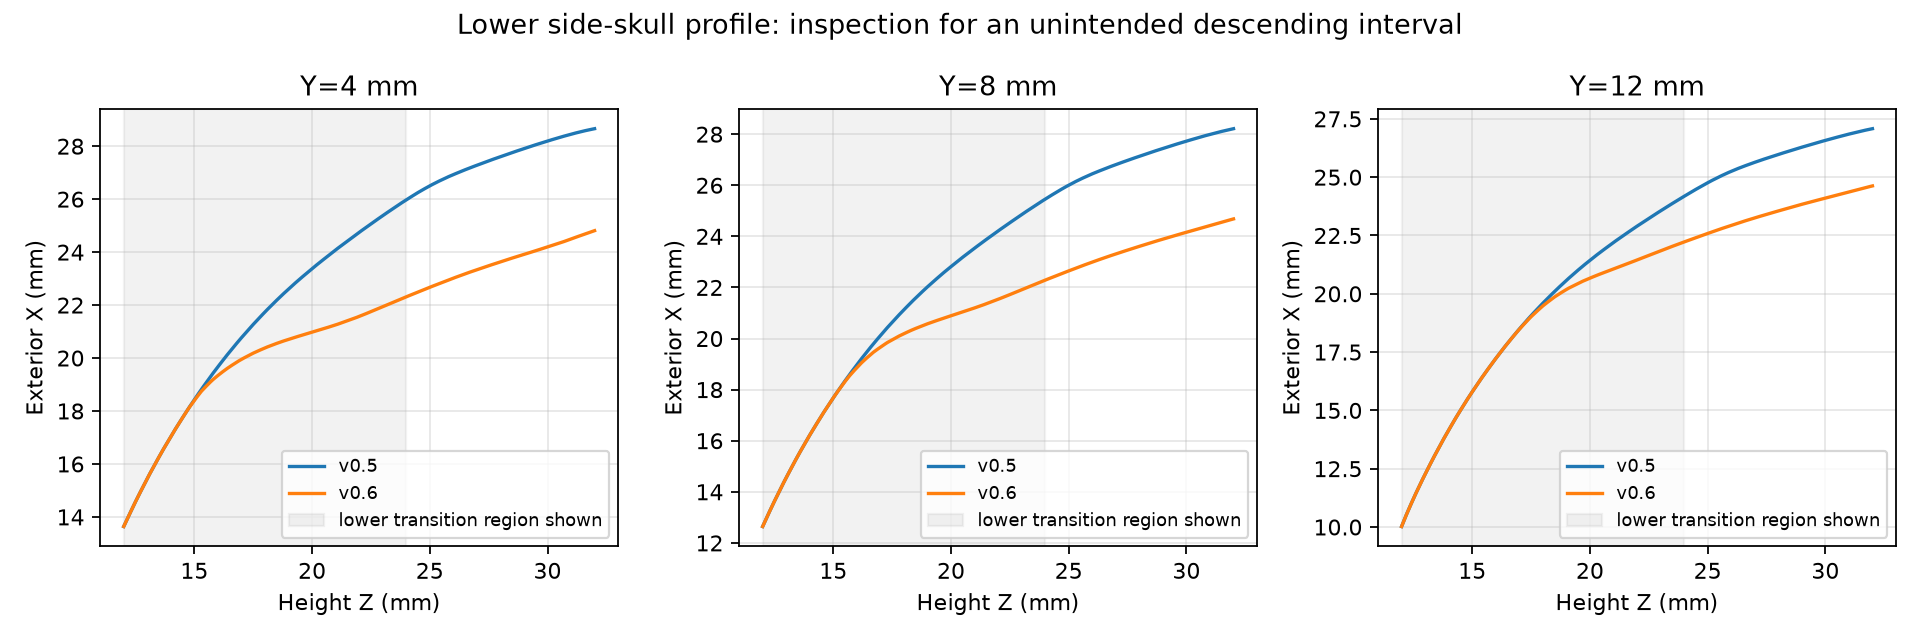 Lower side-skull profile: inspection for an unintended descending interval
Y=4 mm
Exterior X (mm)
28
26
24
22
20
18
16
14
15
20
25
30
Height Z (mm)
v0.5
v0.6
lower transition region shown
Y=8 mm
Exterior X (mm)
28
26
24
22
20
18
16
14
12
15
20
25
30
Height Z (mm)
v0.5
v0.6
lower transition region shown
Y=12 mm
Exterior X (mm)
27.5
25.0
22.5
20.0
17.5
15.0
12.5
10.0
15
20
25
30
Height Z (mm)
v0.5
v0.6
lower transition region shown